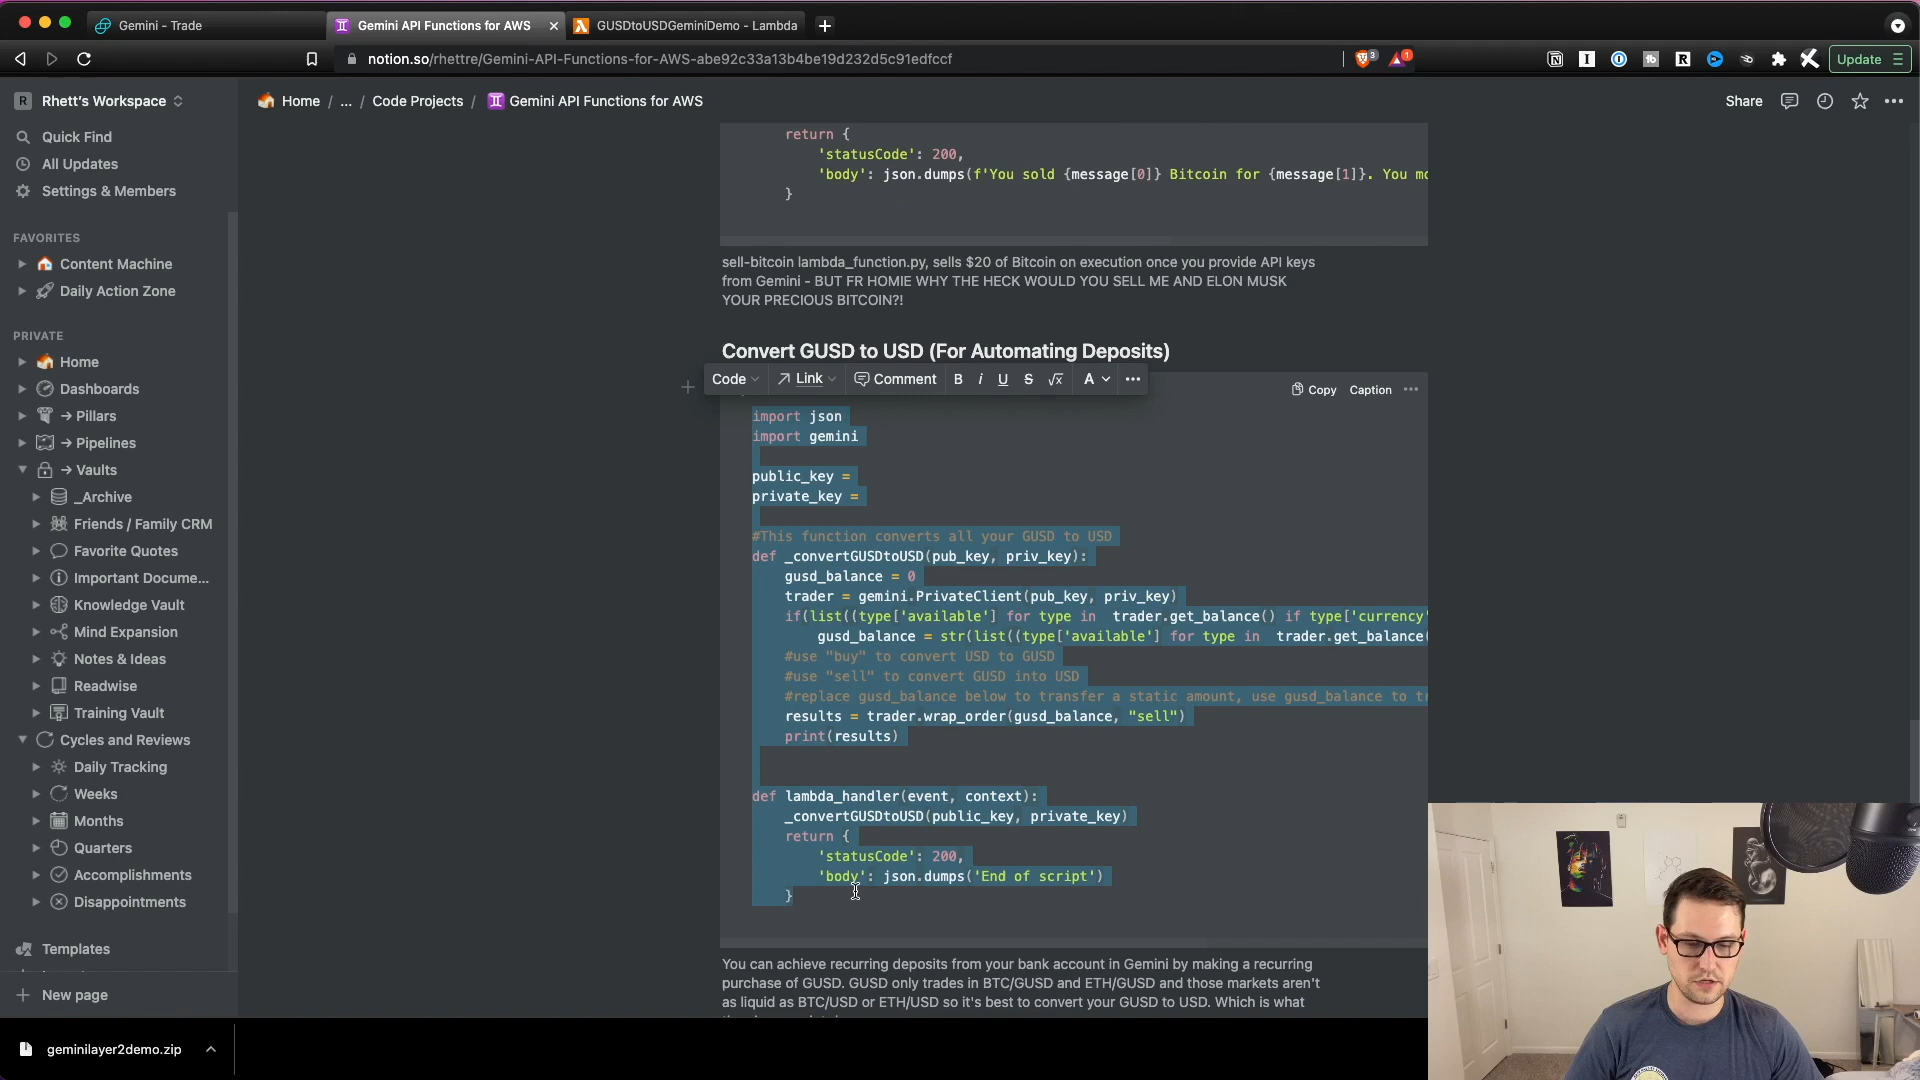 Gemini - Trade
Gemini API Functions for AWS
GUSDtoUSDGeminiDemo - Lambda
notion.so/rhettre/Gemini-API-Functions-for-AWS-abe92c33a13b4be19d232d5c91edfccf
3
1
Update
R Rhett's Workspace
Home / ... / Code Projects / Gemini API Functions for AWS
Share
Quick Find
All Updates
Settings & Members
FAVORITES
Content Machine
Daily Action Zone
PRIVATE
Home
Dashboards
→ Pillars
→ Pipelines
→ Vaults
_Archive
Friends / Family CRM
Favorite Quotes
Important Docume...
Knowledge Vault
Mind Expansion
Notes & Ideas
Readwise
Training Vault
Cycles and Reviews
Daily Tracking
Weeks
Months
Quarters
Accomplishments
Disappointments
Templates
New page
return {
'statusCode': 200,
'body': json.dumps(f'You sold {message[0]} Bitcoin for {message[1]}. You mo
}
sell-bitcoin lambda_function.py, sells $20 of Bitcoin on execution once you provide API keys
from Gemini - BUT FR HOMIE WHY THE HECK WOULD YOU SELL ME AND ELON MUSK
YOUR PRECIOUS BITCOIN?!
Convert GUSD to USD (For Automating Deposits)
Code Link Comment B i U S √x A
Copy Caption
import json
import gemini
public_key =
private_key =
#This function converts all your GUSD to USD
def _convertGUSDtoUSD(pub_key, priv_key):
gusd_balance = 0
trader = gemini.PrivateClient(pub_key, priv_key)
if(list((type['available'] for type in trader.get_balance() if type['currency'
gusd_balance = str(list((type['available'] for type in trader.get_balance(
#use "buy" to convert USD to GUSD
#use "sell" to convert GUSD into USD
#replace gusd_balance below to transfer a static amount, use gusd_balance to tr
results = trader.wrap_order(gusd_balance, "sell")
print(results)
def lambda_handler(event, context):
_convertGUSDtoUSD(public_key, private_key)
return {
'statusCode': 200,
'body': json.dumps('End of script')
}
You can achieve recurring deposits from your bank account in Gemini by making a recurring
purchase of GUSD. GUSD only trades in BTC/GUSD and ETH/GUSD and those markets aren't
as liquid as BTC/USD or ETH/USD so it's best to convert your GUSD to USD. Which is what
geminilayer2demo.zip